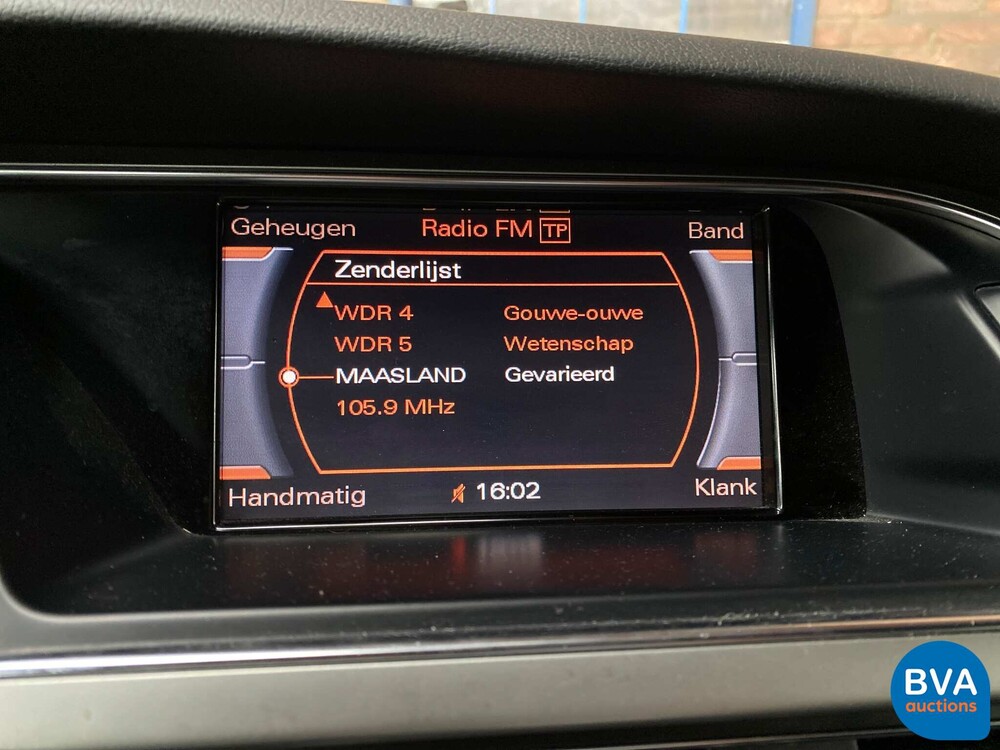 Geheugen Radio FM TP Band
Zenderlijst
WDR 4 Gouwe-ouwe
WDR 5 Wetenschap
MAASLAND Gevarieerd
105.9 MHz
Handmatig 16:02 Klank
BVA
auctions